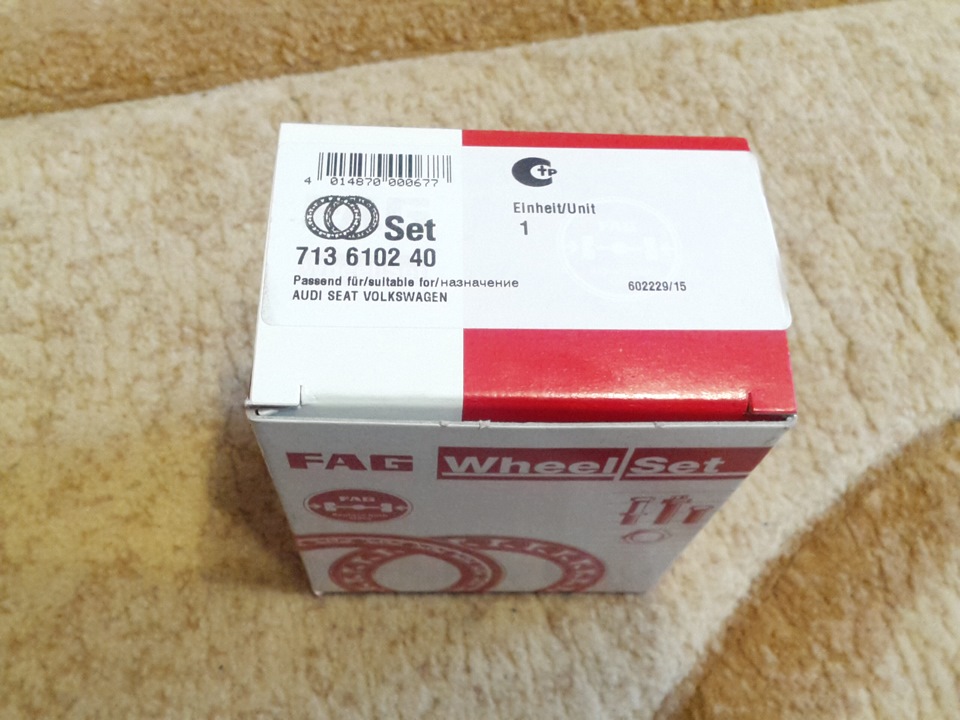 4 014870 000677
Set
713 6102 40
Passend für/suitable for/назначение
AUDI SEAT VOLKSWAGEN
Einheit/Unit
1
602229/15
FAG Wheel Set
FAG